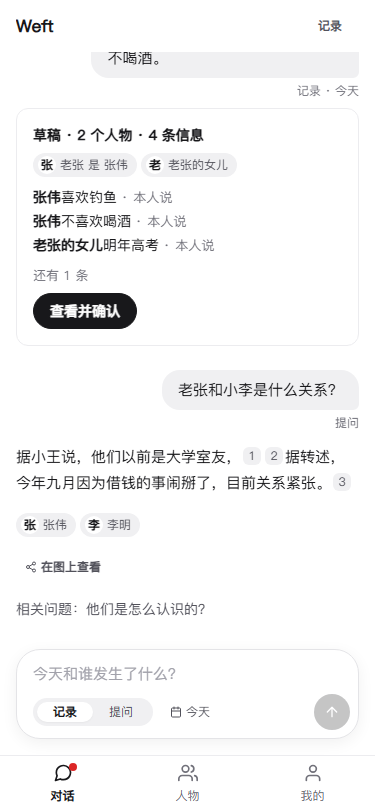 Weft
记录
不喝酒。
记录 · 今天
草稿 · 2 个人物 · 4 条信息
张 老张 是 张伟
老 老张的女儿
张伟喜欢钓鱼 · 本人说
张伟不喜欢喝酒 · 本人说
老张的女儿明年高考 · 本人说
还有 1 条
查看并确认
老张和小李是什么关系?
提问
据小王说，他们以前是大学室友，1 2 据转述，
今年九月因为借钱的事闹掰了，目前关系紧张。3
张 张伟
李 李明
在图上查看
相关问题：他们是怎么认识的?
今天和谁发生了什么?
记录
提问
今天
对话
人物
我的